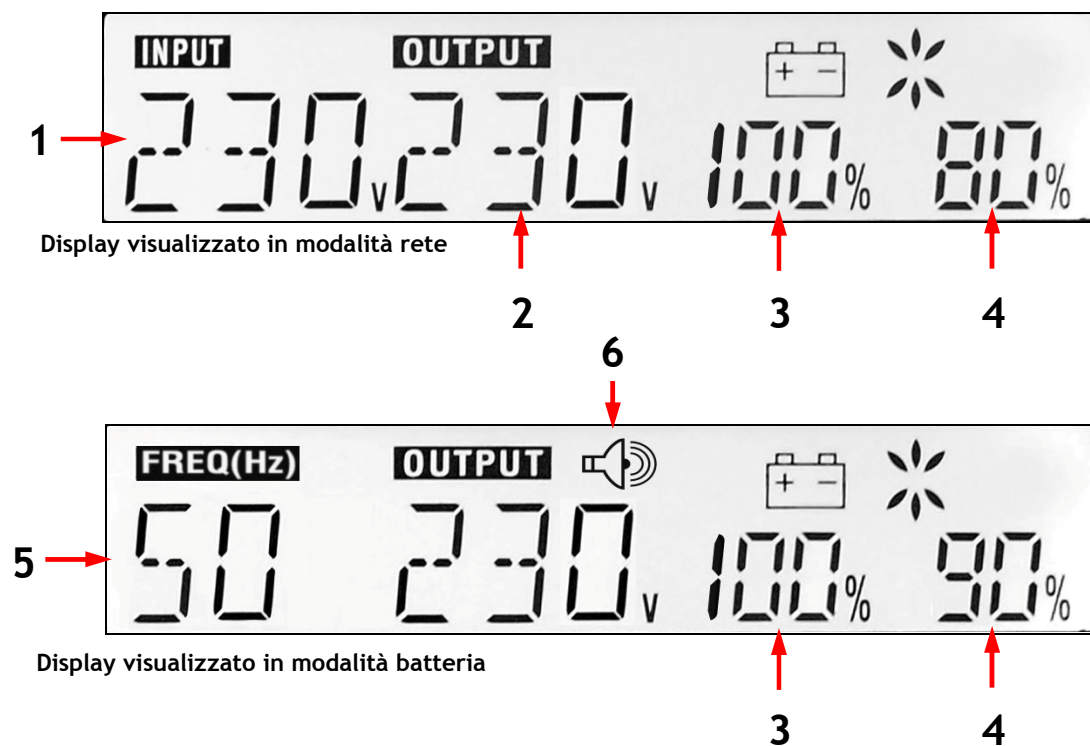 INPUT OUTPUT
1 230V 230V 100% 80%
Display visualizzato in modalità rete
2 3 4
6
FREQ(Hz) OUTPUT
5 50 230V 100% 90%
Display visualizzato in modalità batteria
3 4